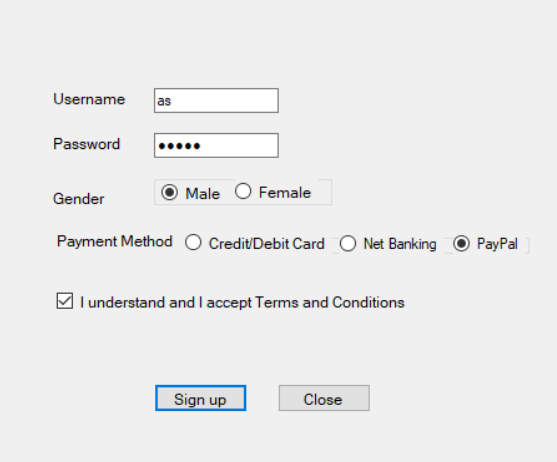 Username as
Password •••••
Gender Male Female
Payment Method Credit/Debit Card Net Banking PayPal
I understand and I accept Terms and Conditions
Sign up Close